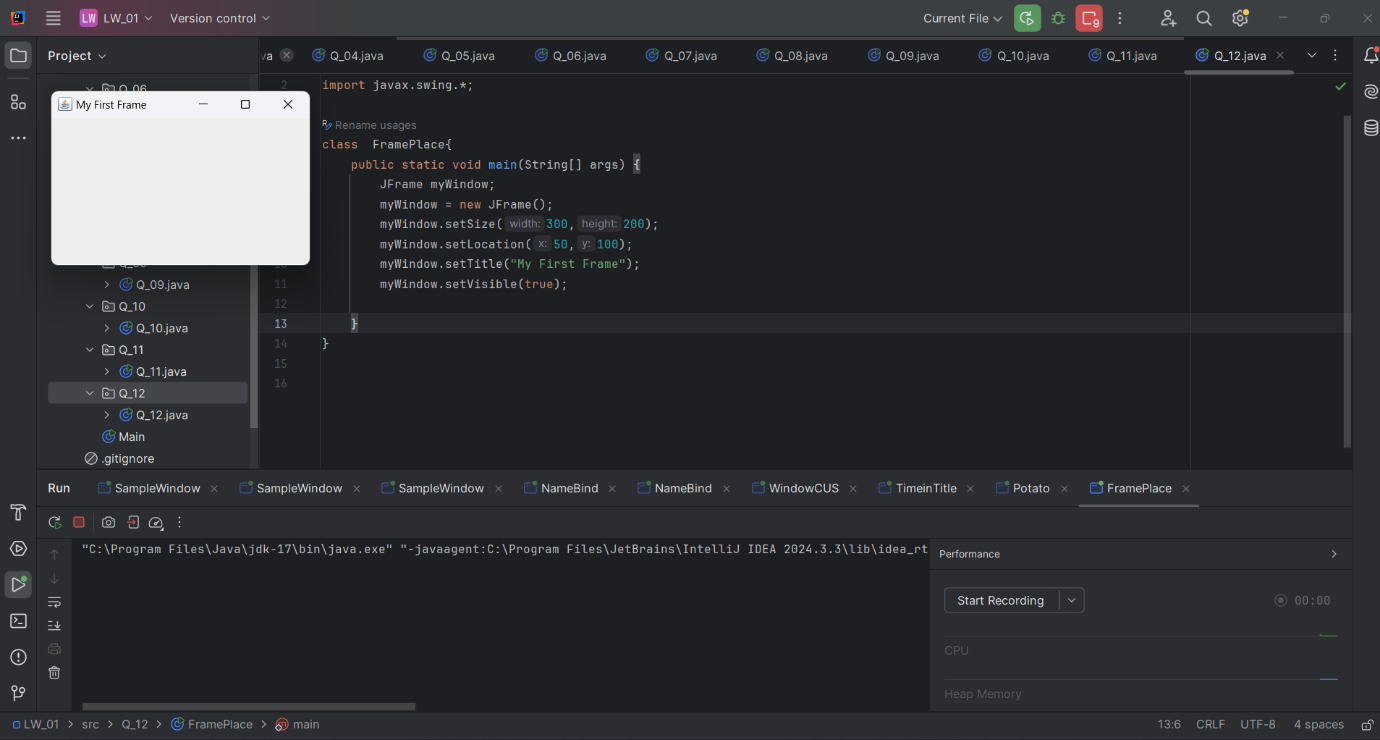 LW LW_01 Version control Current File 9
Project
va Q_04.java Q_05.java Q_06.java Q_07.java Q_08.java Q_09.java Q_10.java Q_11.java Q_12.java
Q_06
My First Frame
Q_09.java
Q_10
Q_10.java
Q_11
Q_11.java
Q_12
Q_12.java
Main
.gitignore
2 import javax.swing.*;
Rename usages
class  FramePlace{
public static void main(String[] args) {
JFrame myWindow;
myWindow = new JFrame();
myWindow.setSize( width: 300, height: 200);
myWindow.setLocation( x: 50, y: 100);
myWindow.setTitle("My First Frame");
11 myWindow.setVisible(true);
12
13 }
14 }
15
16
Run SampleWindow SampleWindow SampleWindow NameBind NameBind WindowCUS TimeinTitle Potato FramePlace
"C:\Program Files\Java\jdk-17\bin\java.exe" "-javaagent:C:\Program Files\JetBrains\IntelliJ IDEA 2024.3.3\lib\idea_rt
Performance
Start Recording 00:00
CPU
Heap Memory
LW_01 > src > Q_12 > FramePlace > main 13:6 CRLF UTF-8 4 spaces